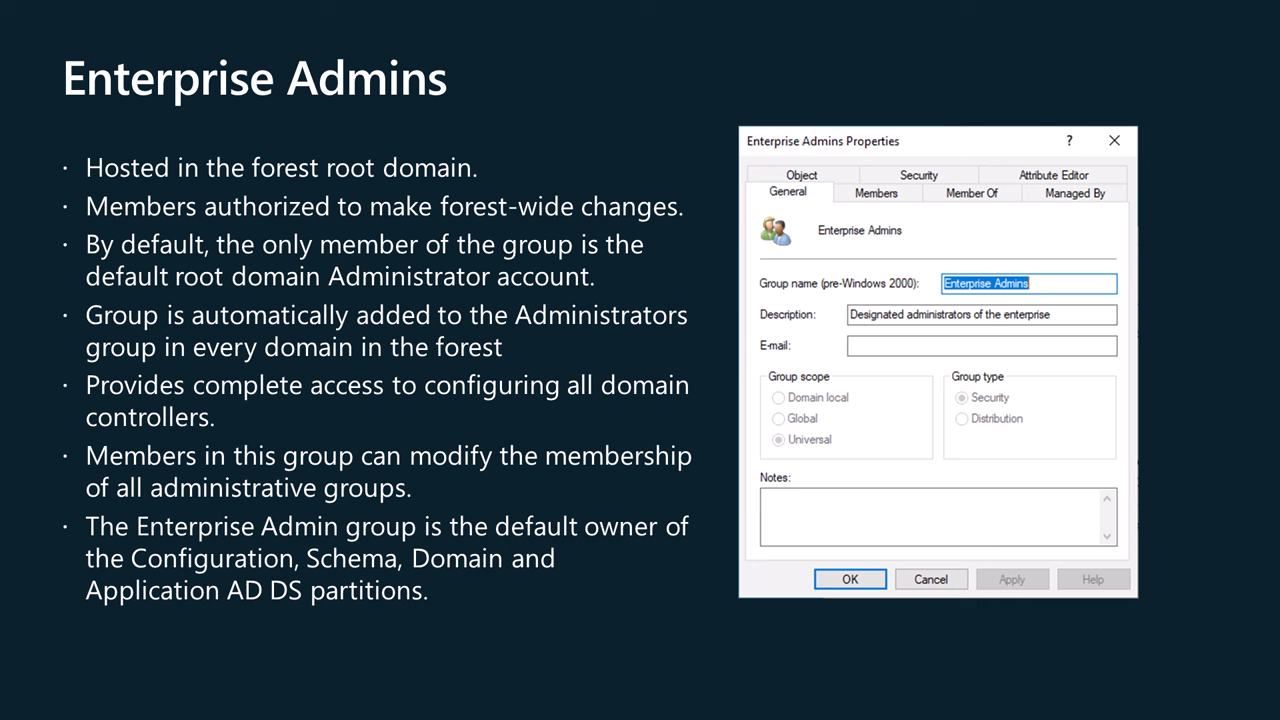 Enterprise Admins
· Hosted in the forest root domain.
· Members authorized to make forest-wide changes.
· By default, the only member of the group is the
default root domain Administrator account.
· Group is automatically added to the Administrators
group in every domain in the forest
· Provides complete access to configuring all domain
controllers.
· Members in this group can modify the membership
of all administrative groups.
· The Enterprise Admin group is the default owner of
the Configuration, Schema, Domain and
Application AD DS partitions.
Enterprise Admins Properties ?
Object Security Attribute Editor
General Members Member Of Managed By
Enterprise Admins
Group name (pre-Windows 2000): Enterprise Admins
Description: Designated administrators of the enterprise
E-mail:
Group scope Group type
Domain local Security
Global Distribution
Universal
Notes:
OK Cancel Apply Help